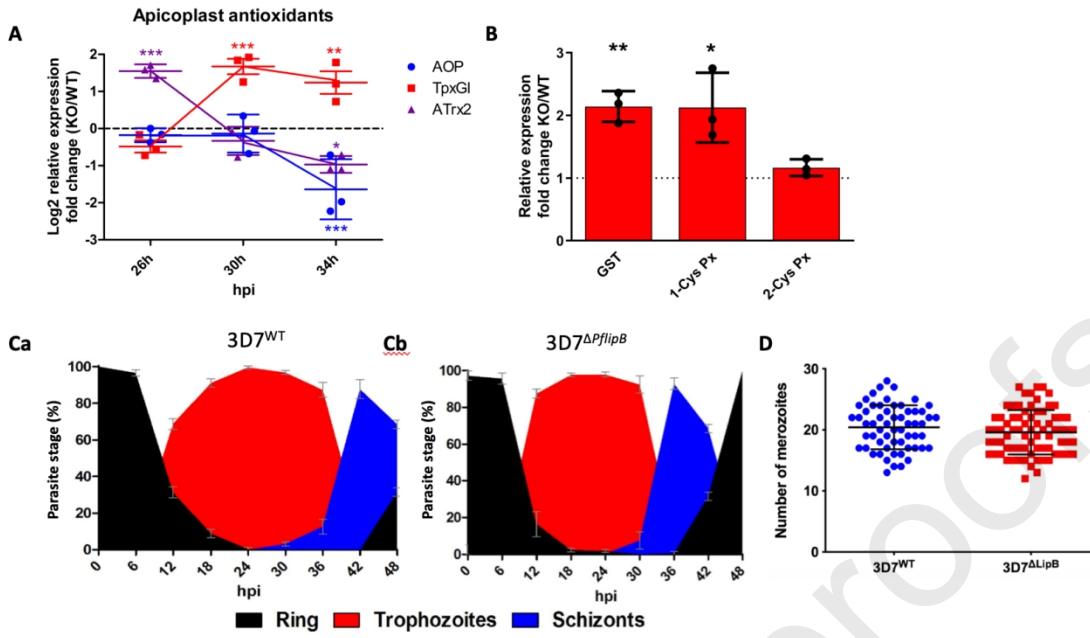 Apicoplast antioxidants
A
Log2 relative expression
fold change (KO/WT)
2
1
0
-1
-2
-3
***
***
**
*
***
AOP
TpxGl
ATrx2
26h
30h
34h
hpi
B
Relative expression
fold change KO/WT
3
2
1
0
**
*
GST
1-Cys Px
2-Cys Px
Ca
3D7WT
Parasite stage (%)
100
80
60
40
20
0
0 6 12 18 24 30 36 42 48
hpi
Cb
3D7ΔPflipB
Parasite stage (%)
100
80
60
40
20
0
0 6 12 18 24 30 36 42 48
hpi
Ring Trophozoites Schizonts
D
Number of merozoites
30
20
10
0
3D7WT
3D7ΔLipB
proofs